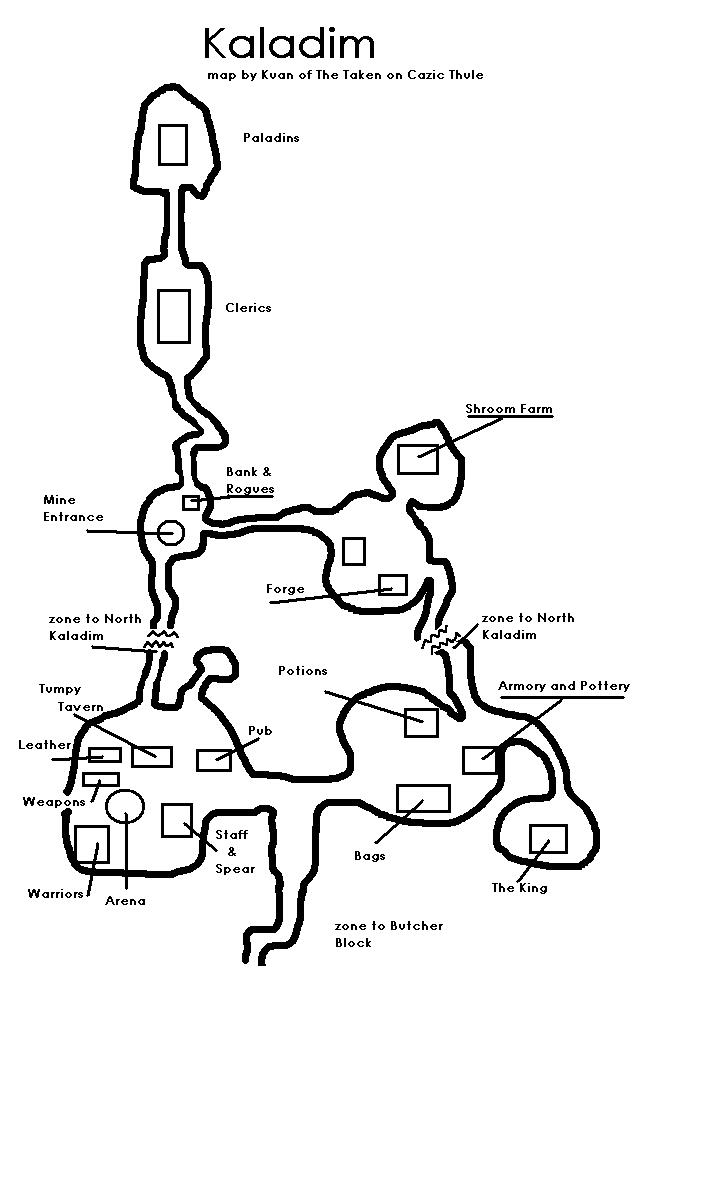 Kaladim
map by Kuan of The Taken on Cazic Thule
Paladins
Clerics
Shroom Farm
Bank &
Rogues
Mine
Entrance
Forge
zone to North
Kaladim
zone to North
Kaladim
Potions
Armory and Pottery
Tumpy
Tavern
Pub
Leather
Weapons
Staff
&
Spear
Bags
Warriors
Arena
The King
zone to Butcher
Block